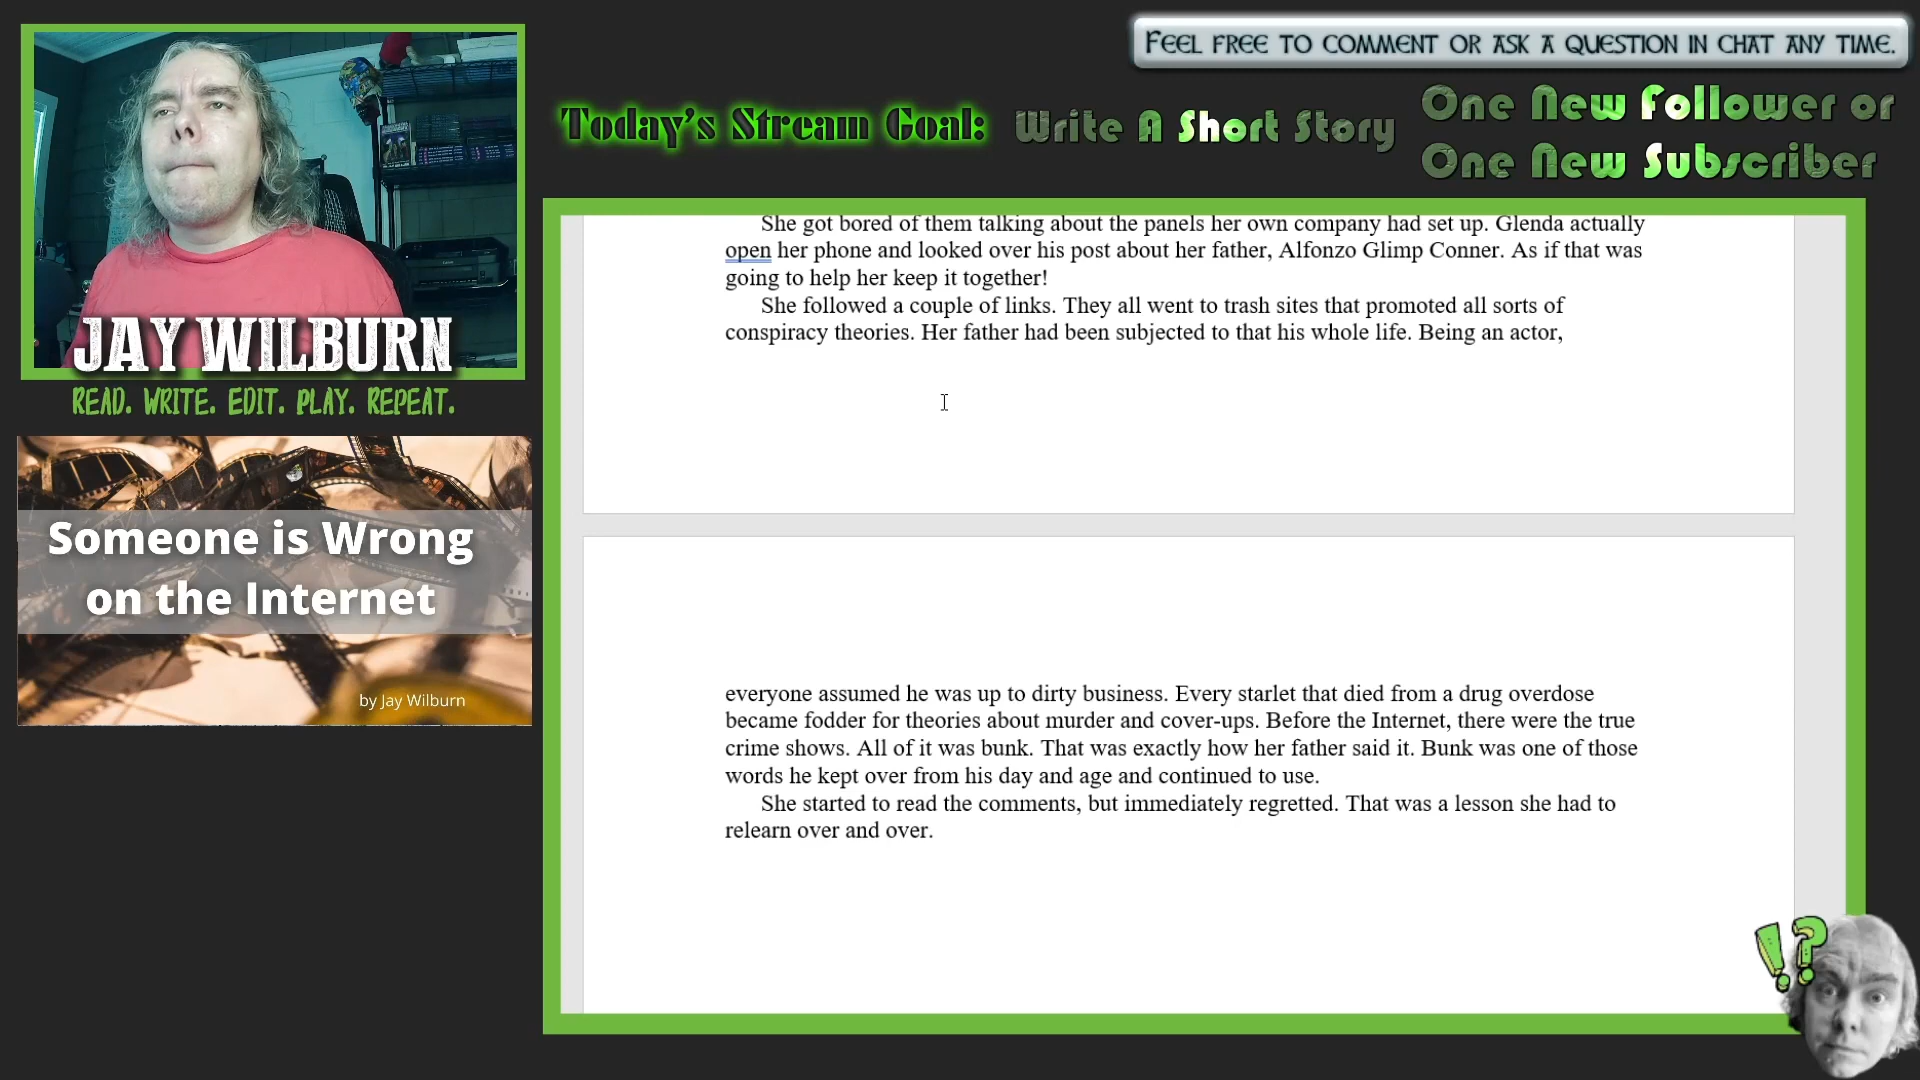 FEEL FREE TO COMMENT OR ASK A QUESTION IN CHAT ANY TIME.
Today's Stream Goal:
Write A Short Story
One New Follower or
One New Subscriber
JAY WILBURN
READ. WRITE. EDIT. PLAY. REPEAT.
Someone is Wrong
on the Internet
by Jay Wilburn
She got bored of them talking about the panels her own company had set up. Glenda actually
open her phone and looked over his post about her father, Alfonzo Glimp Conner. As if that was
going to help her keep it together!
She followed a couple of links. They all went to trash sites that promoted all sorts of
conspiracy theories. Her father had been subjected to that his whole life. Being an actor,
everyone assumed he was up to dirty business. Every starlet that died from a drug overdose
became fodder for theories about murder and cover-ups. Before the Internet, there were the true
crime shows. All of it was bunk. That was exactly how her father said it. Bunk was one of those
words he kept over from his day and age and continued to use.
She started to read the comments, but immediately regretted. That was a lesson she had to
relearn over and over.
!?